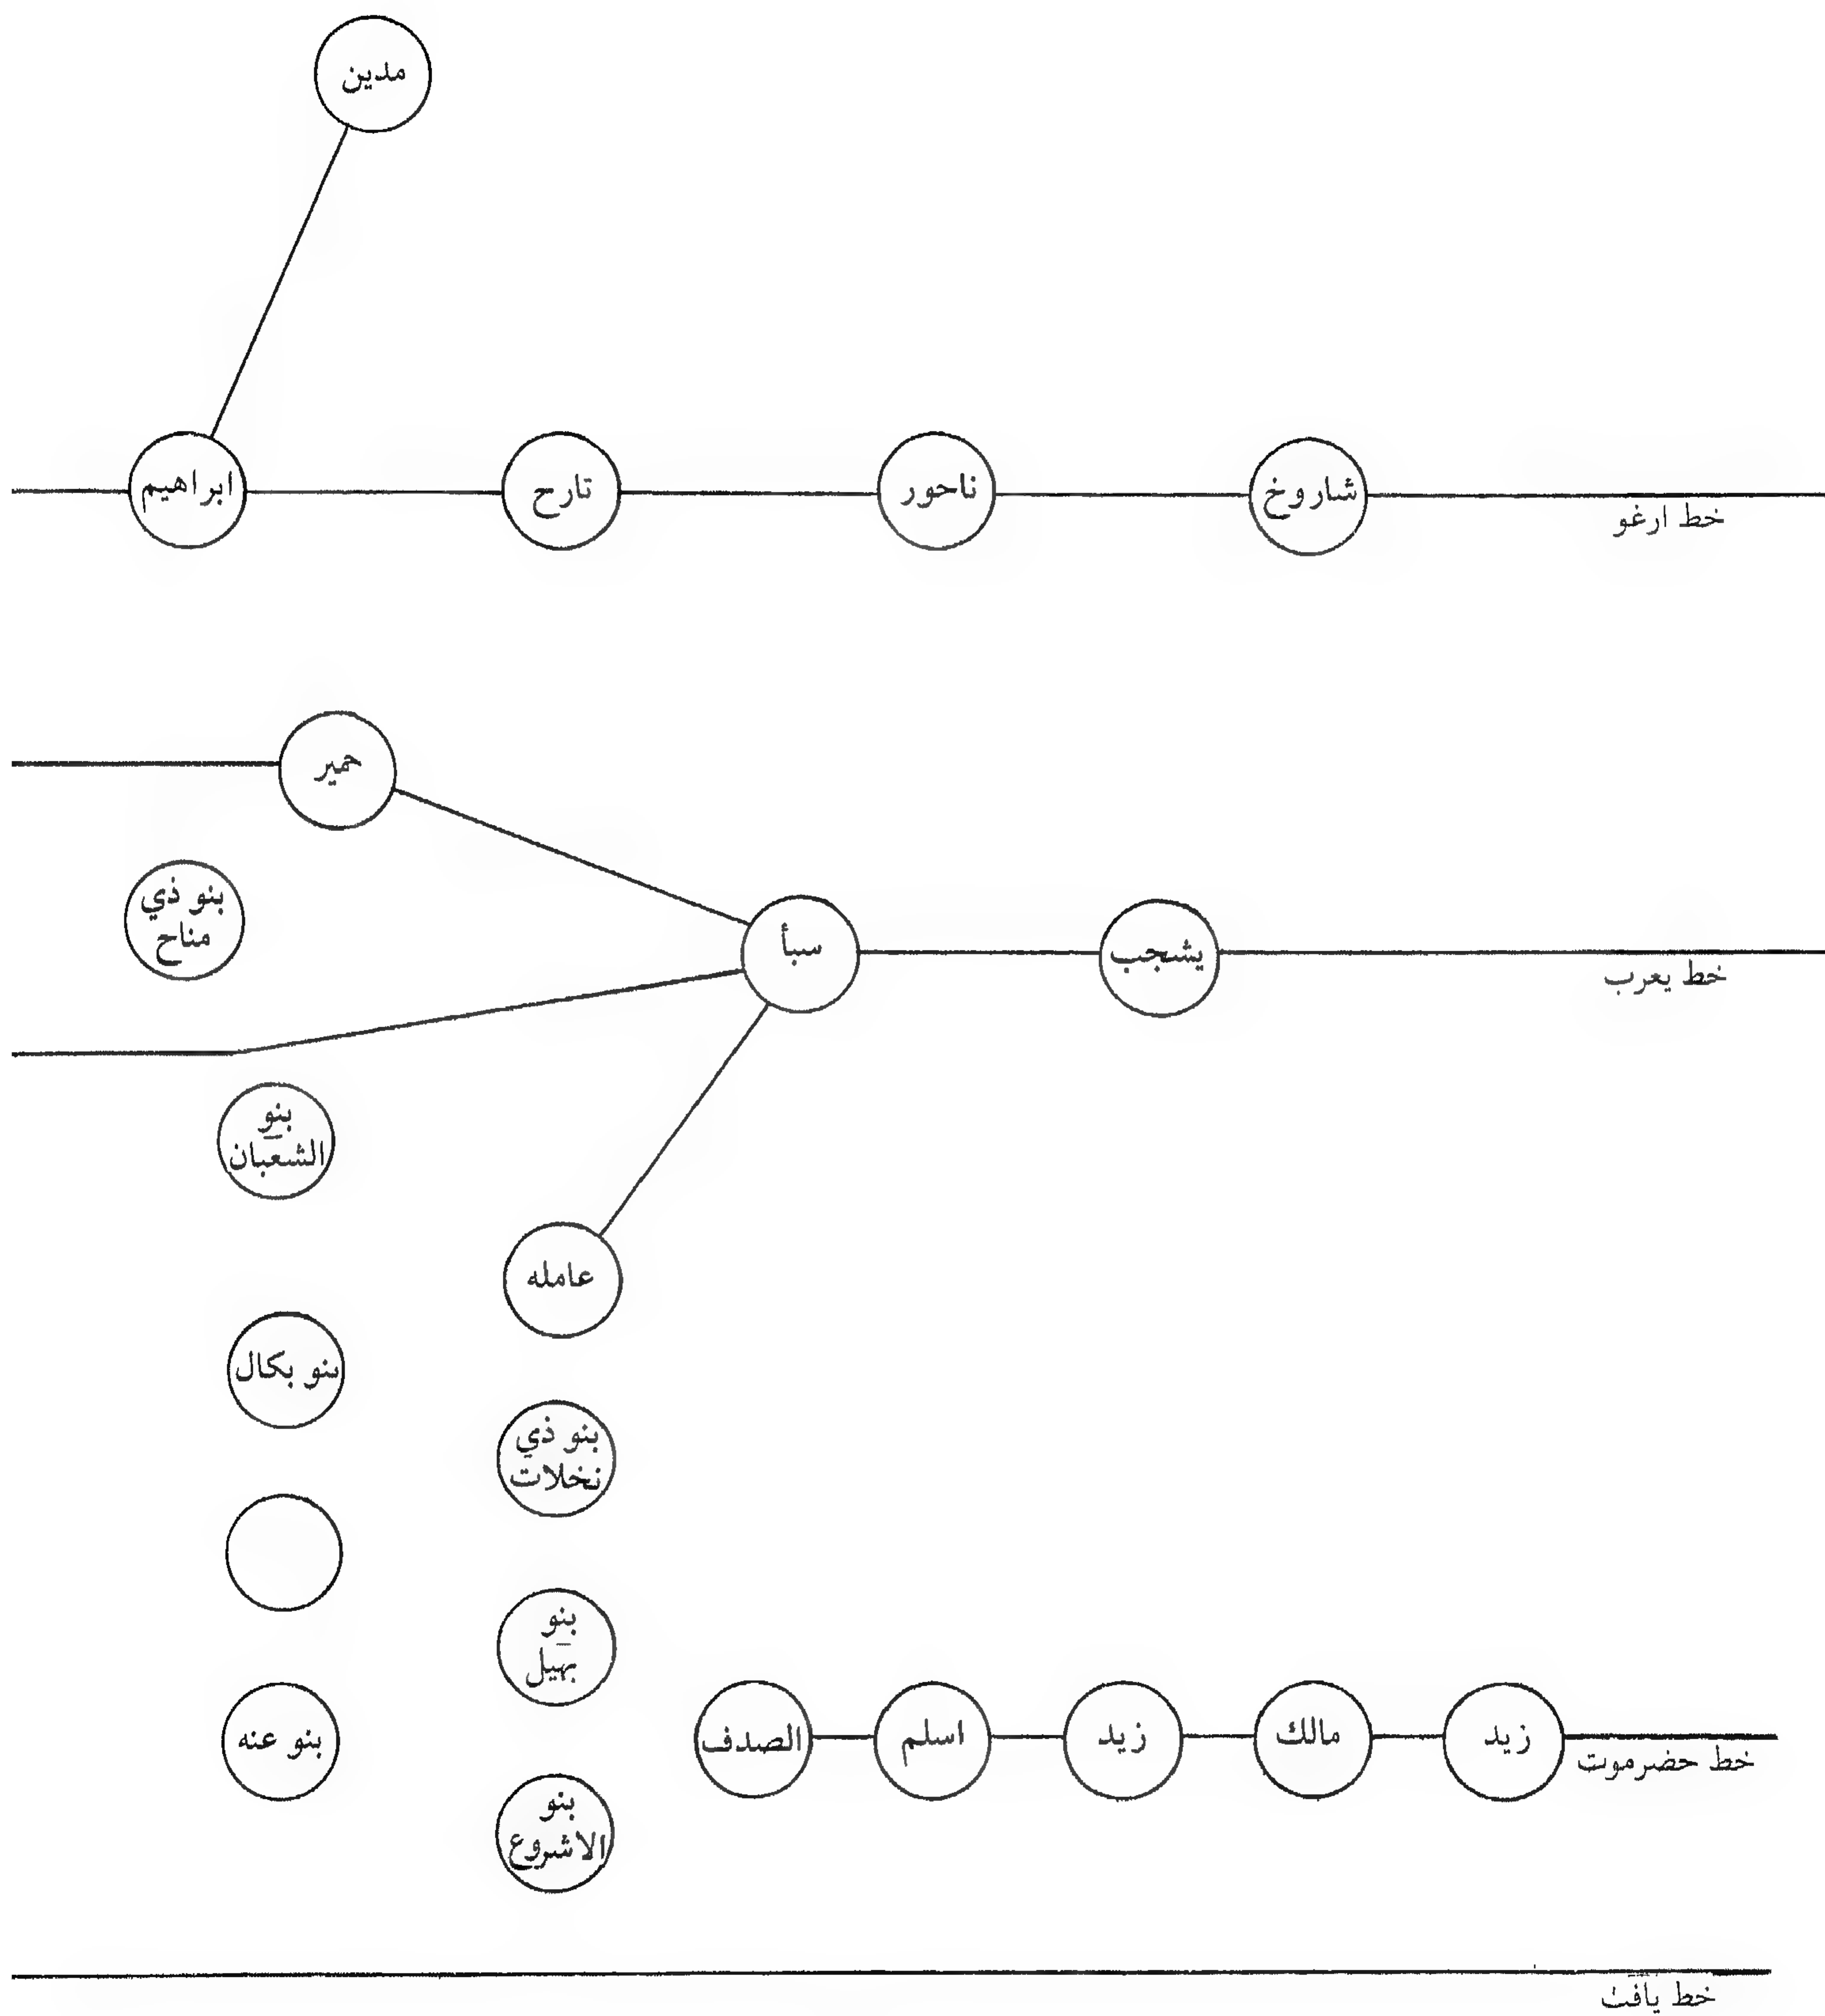 مدين
شاروخ
ناحور
تارح
ابراهيم
خط ارغو
حمير
بنو ذي
مناح
يشجب
سبأ
خط يعرب
بنو
الشعبان
عامله
بنو بكال
بنو ذي
نخلات
بنو
بهيل
زيد
مالك
زيد
اسلم
الصدف
بنو عنه
خط حضرموت
بنو
الاشروع
خط يافث